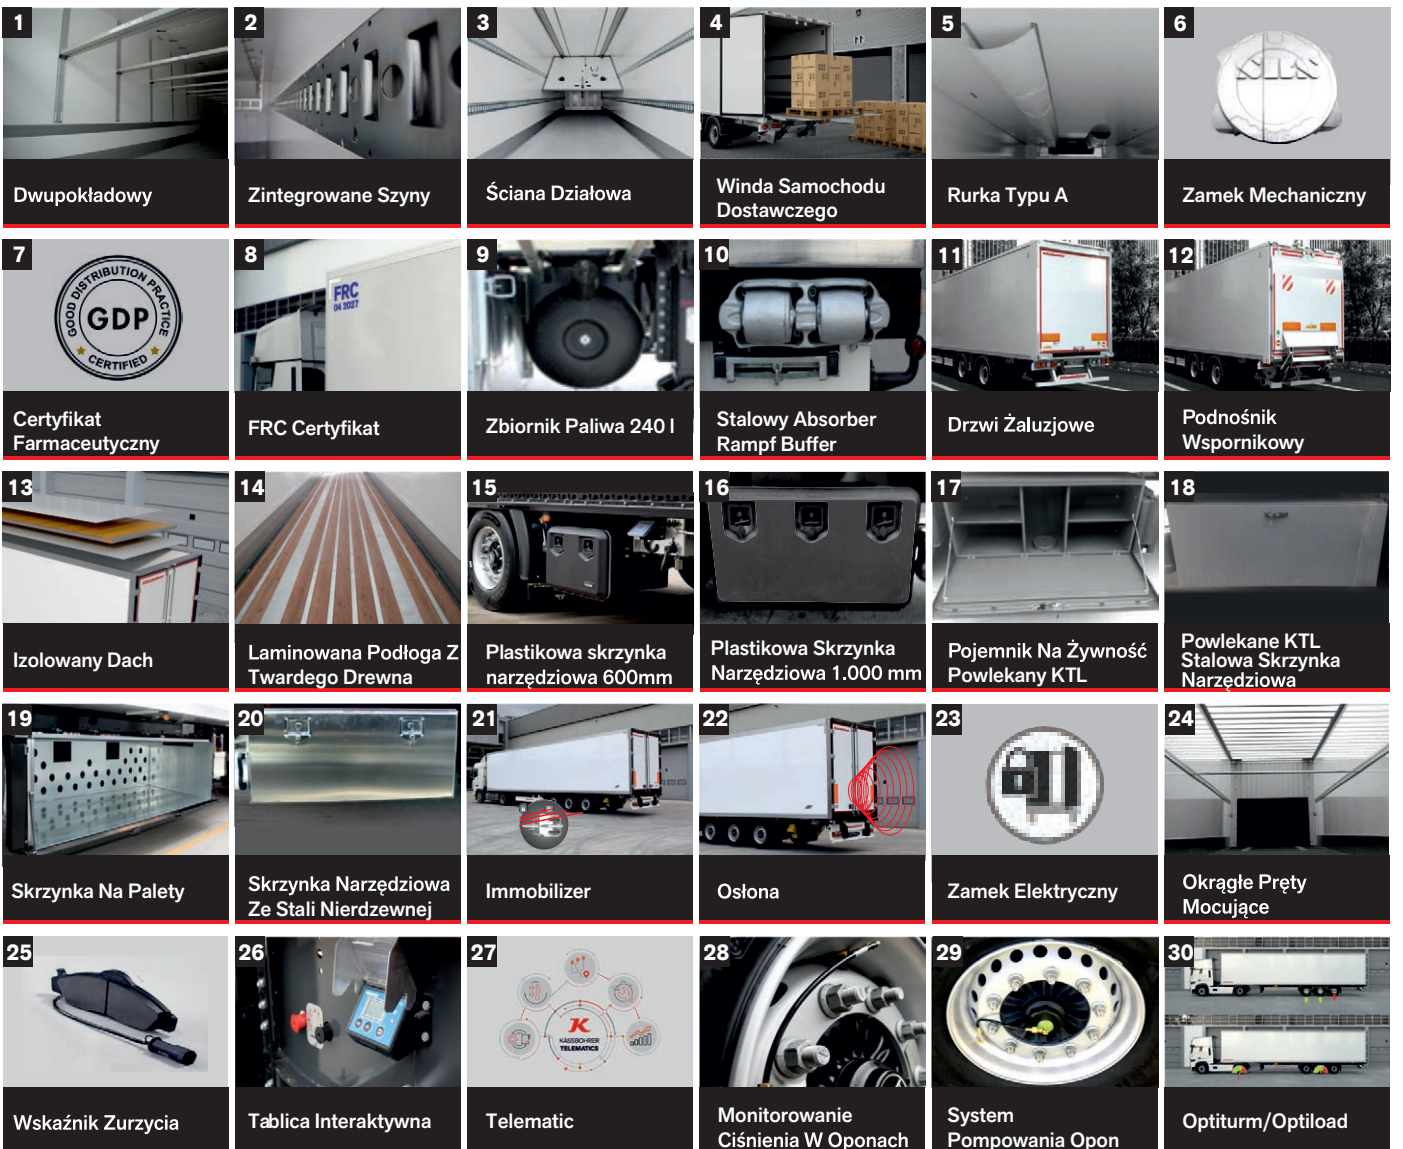 1
Dwupokładowy
2
Zintegrowane Szyny
3
Ściana Działowa
4
Winda Samochodu
Dostawczego
5
Rurka Typu A
6
Zamek Mechaniczny
7
GOOD DISTRIBUTION PRACTICE
GDP
CERTIFIED
Certyfikat
Farmaceutyczny
8
FRC
04 2027
FRC Certyfikat
9
Zbiornik Paliwa 240 l
10
Stalowy Absorber
Rampf Buffer
11
Drzwi Żaluzjowe
12
Podnośnik
Wspornikowy
13
Izolowany Dach
14
Laminowana Podłoga Z
Twardego Drewna
15
Plastikowa skrzynka
narzędziowa 600mm
16
Plastikowa Skrzynka
Narzędziowa 1.000 mm
17
Pojemnik Na Żywność
Powlekany KTL
18
Powlekane KTL
Stalowa Skrzynka
Narzędziowa
19
Skrzynka Na Palety
20
Skrzynka Narzędziowa
Ze Stali Nierdzewnej
21
Immobilizer
22
Osłona
23
Zamek Elektryczny
24
Okrągłe Pręty
Mocujące
25
Wskaźnik Zurzycia
26
Tablica Interaktywna
27
K
KÄSSBOHRER
TELEMATICS
Telematic
28
Monitorowanie
Ciśnienia W Oponach
29
System
Pompowania Opon
30
Optiturm/Optiload